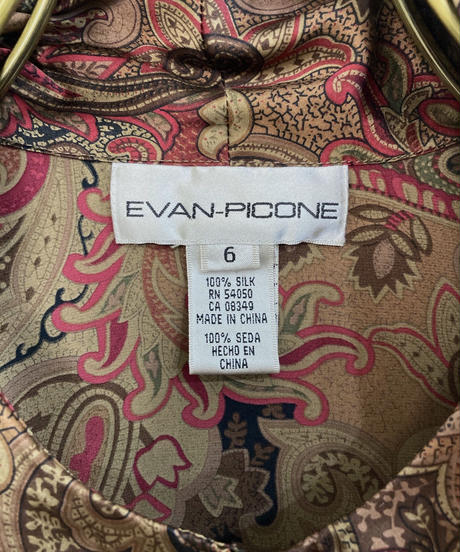 EVAN-PICONE
6
100% SILK
RN 54050
CA 08349
MADE IN CHINA
100% SEDA
HECHO EN
CHINA